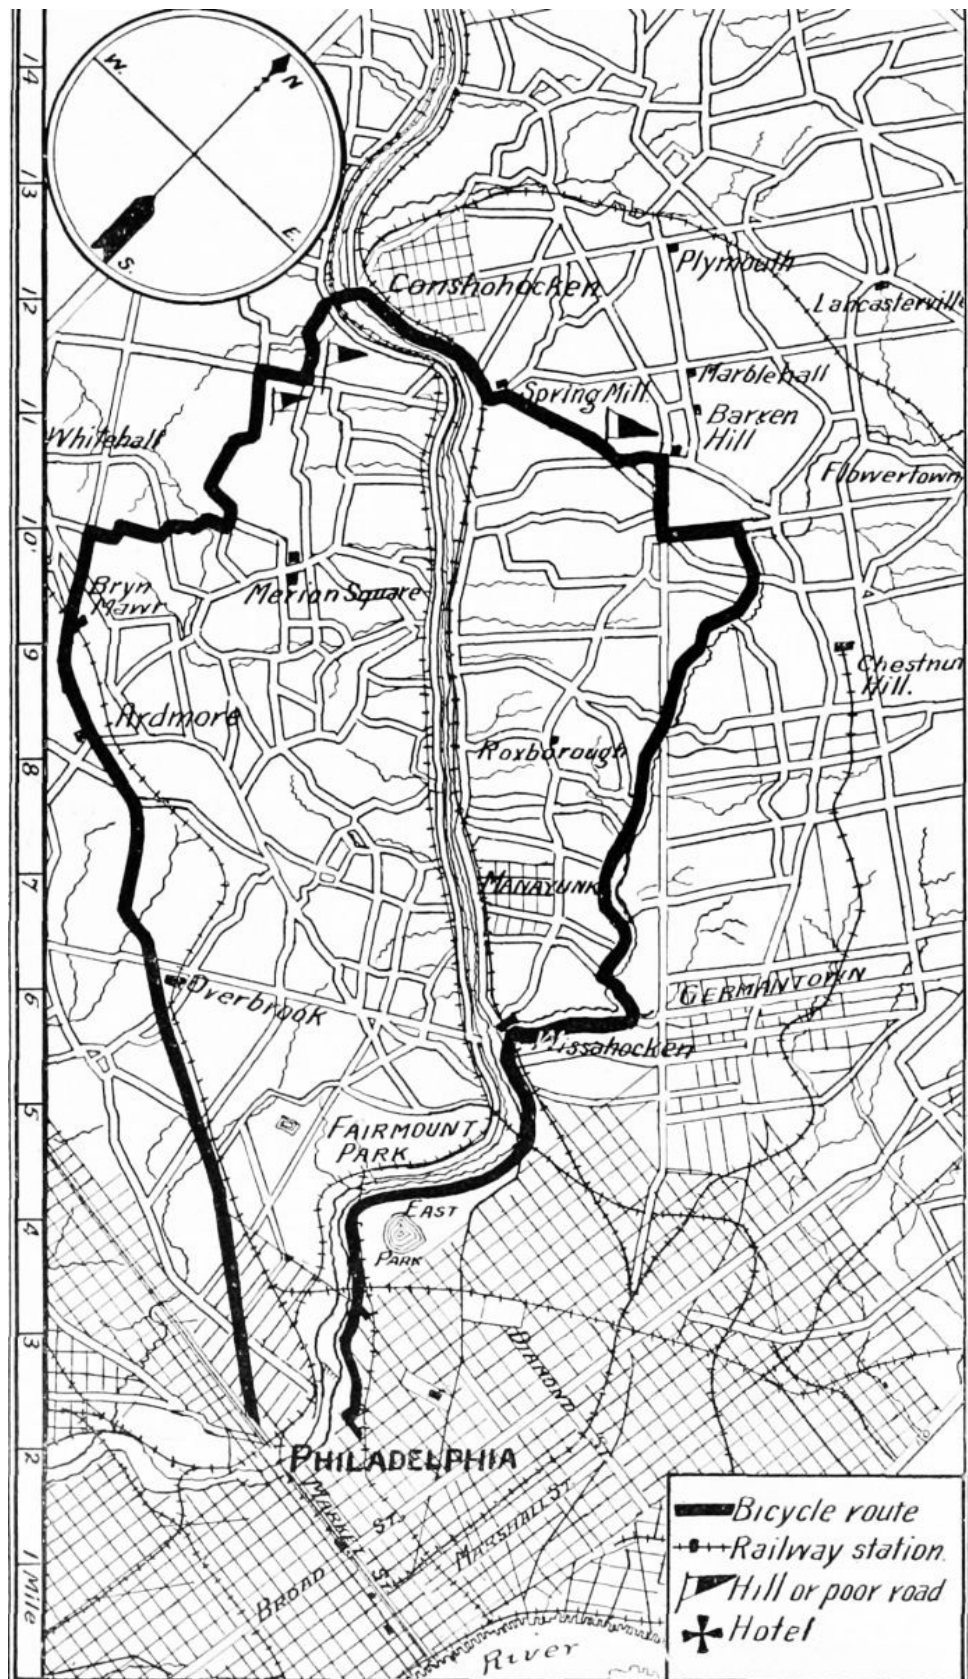 W.
N
E.
S.
14
13
12
11
10
9
8
7
6
5
4
3
2
1 Mile
Conshohocken
Plymouth
Lancasterville
Spring Mill.
Marblehall
Barren
Hill
Whitehall
Flowertown
Bryn
Mawr
Merion Square
Chestnut
Hill.
Ardmore
Roxborough
MANAYUNK
Overbrook
GERMANTOWN
Wissahocken
FAIRMOUNT
PARK
EAST
PARK
DIAMOND
PHILADELPHIA
MARKET
ST.
BROAD
ST.
MARSHALL ST.
River
Bicycle route
Railway station.
Hill or poor road
Hotel